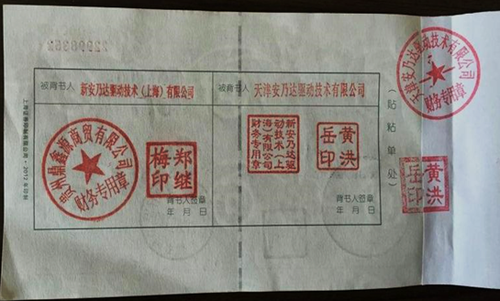 被背书人 新安乃达驱动技术（上海）有限公司
被背书人 天津安乃达驱动技术有限公司
鼎鑫源商贸有限公司
财务专用章
郑继梅印
背书人签章
年 月 日
新安乃达驱动技术（上海）有限公司财务专用章
黄洪岳印
背书人签章
年 月 日
（粘贴单处）
天津安乃达驱动技术有限公司
财务专用章
黄洪岳印